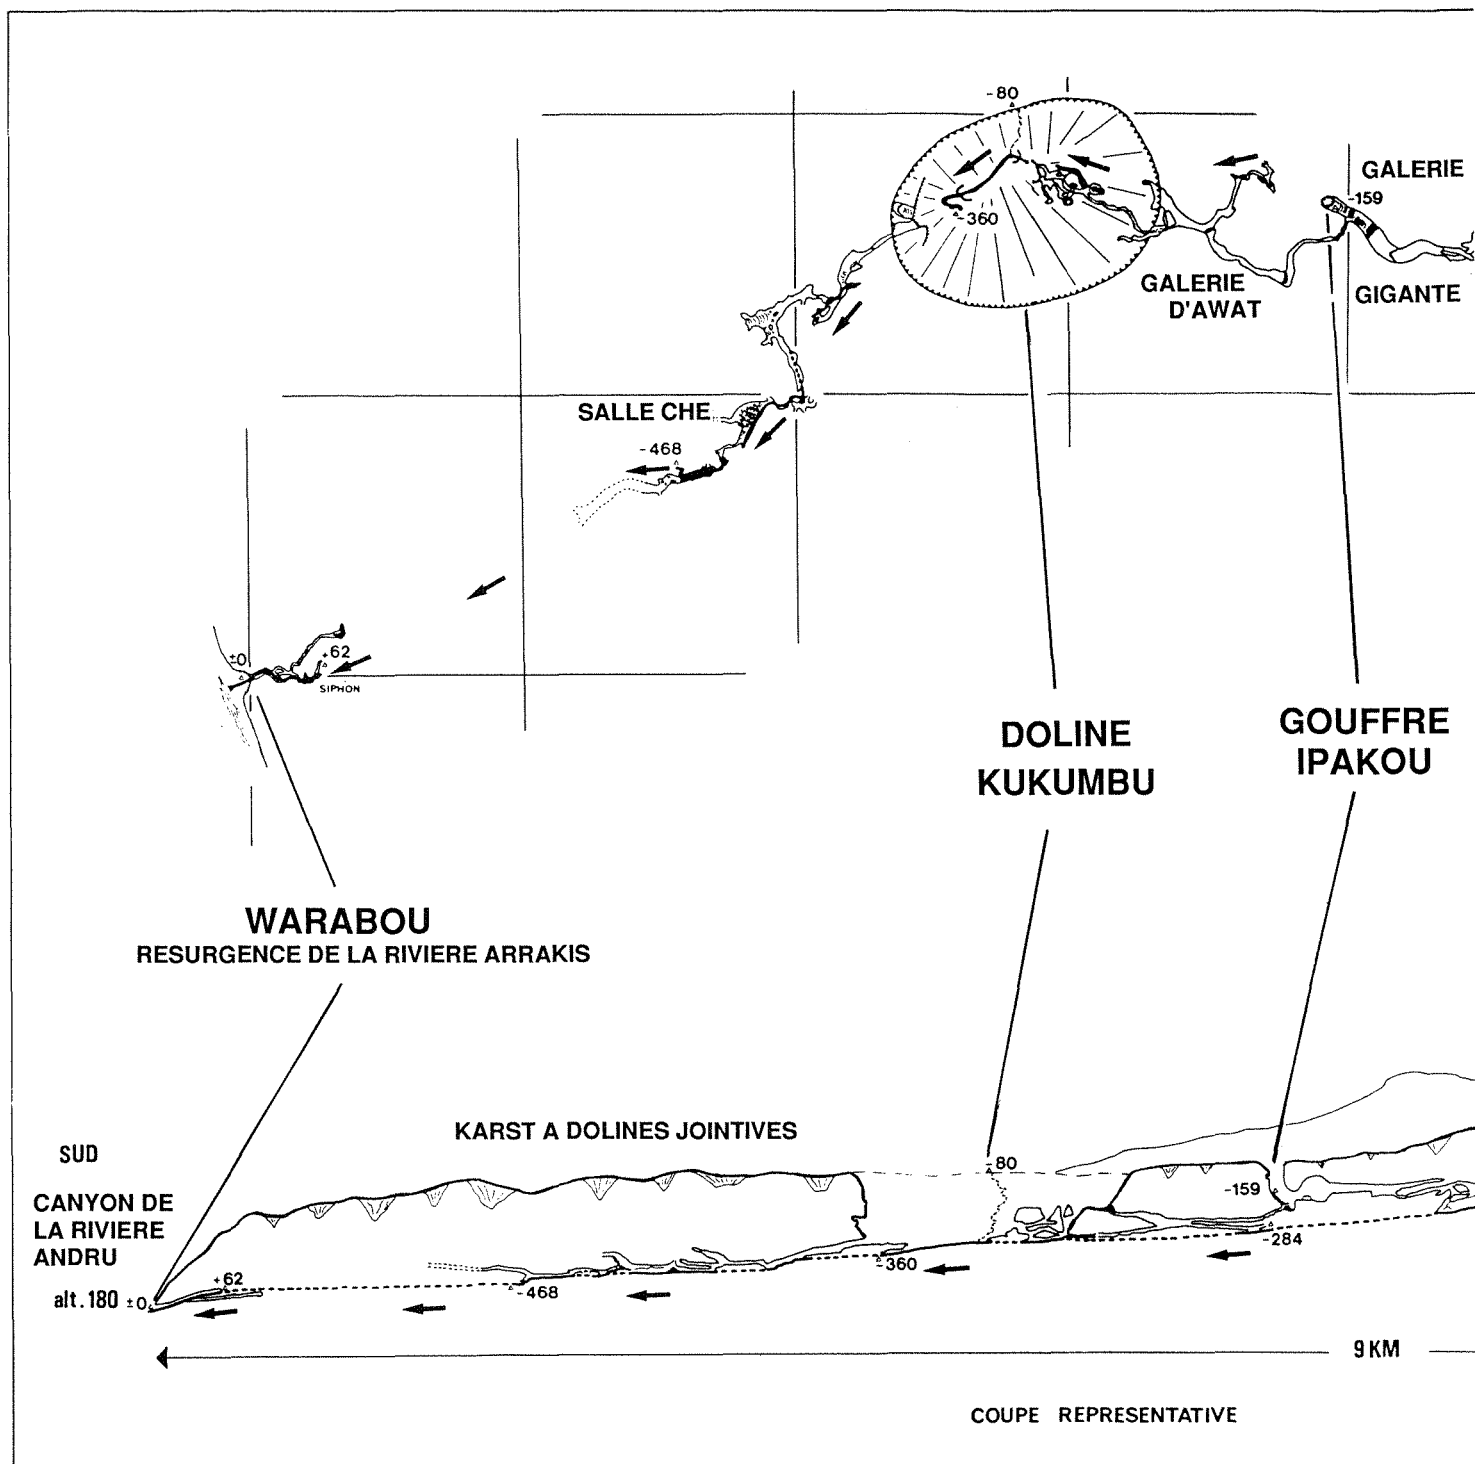 -80
GALERIE
-159
-360
GALERIE
D'AWAT
GIGANTE
SALLE CHE
-468
±0
+62
SIPHON
DOLINE
KUKUMBU
GOUFFRE
IPAKOU
WARABOU
RESURGENCE DE LA RIVIERE ARRAKIS
KARST A DOLINES JOINTIVES
SUD
-80
CANYON DE
LA RIVIERE
ANDRU
-159
-284
-360
+62
-468
alt.180 ±0
9 KM
COUPE REPRESENTATIVE